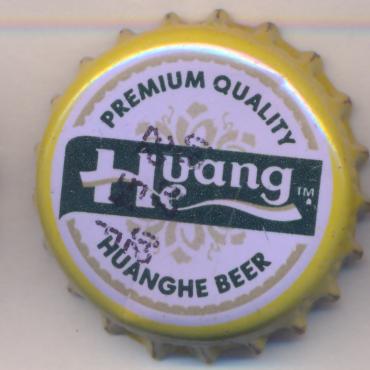 PREMIUM QUALITY
Huang TM
HUANGHE BEER